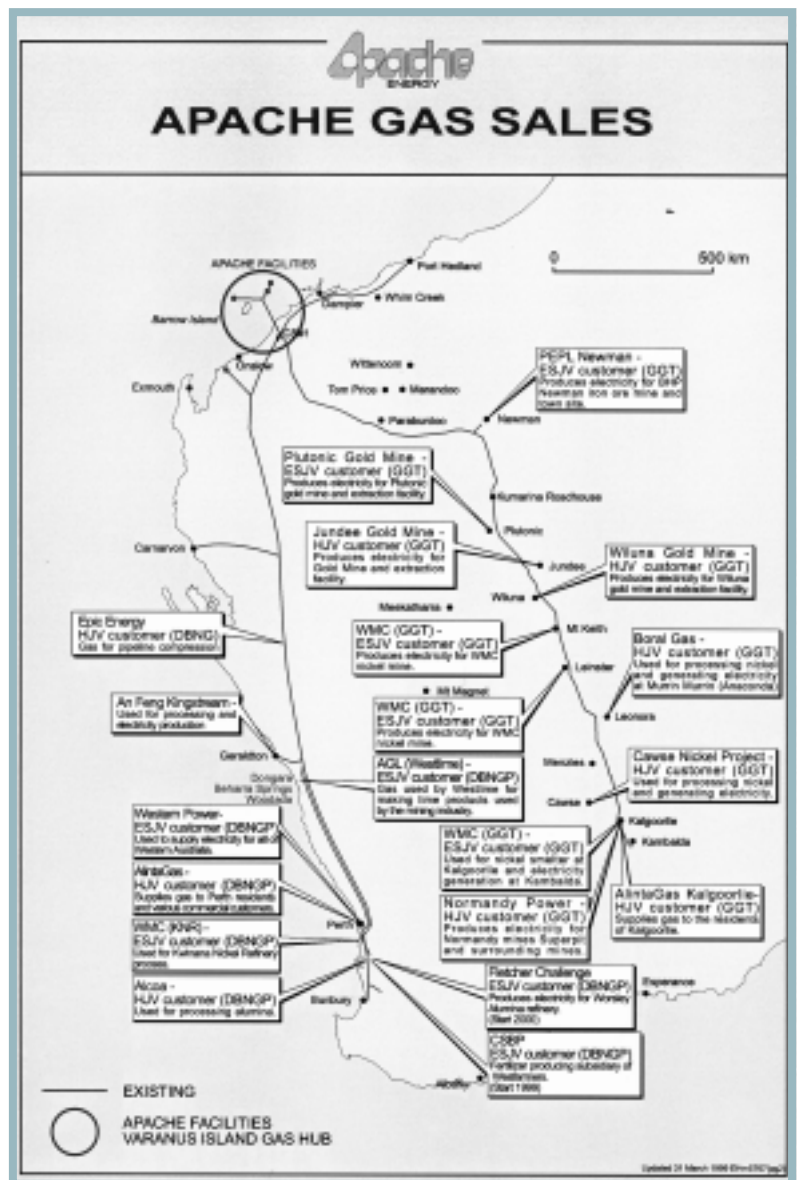 Apache
ENERGY
APACHE GAS SALES
APACHE FACILITIES
Port Hedland
0 500 km
Dampier
Whim Creek
Barrow Island
Onslow
Exmouth
Wittenoom
Tom Price
Marandoo
Paraburdoo
PEPL Newman -
ESJV customer (GGT)
Produces electricity for BHP
Newman iron ore mine and
town site.
Newman
Plutonic Gold Mine -
ESJV customer (GGT)
Produces electricity for Plutonic
gold mine and extraction facility.
Kumarina Roadhouse
Plutonic
Jundee Gold Mine -
HJV customer (GGT)
Produces electricity for
Gold Mine and extraction
facility.
Carnarvon
Jundee
Wiluna Gold Mine -
HJV customer (GGT)
Produces electricity for Wiluna
gold mine and extraction facility.
Wiluna
Meekatharra
Epic Energy
HJV customer (DBNG)
Gas for pipeline compression
WMC (GGT) -
ESJV customer (GGT)
Produces electricity for WMC
nickel mine.
Mt Keith
Boral Gas -
HJV customer (GGT)
Used for processing nickel
and generating electricity
at Murrin Murrin (Anaconda)
Leinster
Mt Magnet
An Feng Kingstream -
Used for processing and
electricity production
WMC (GGT) -
ESJV customer (GGT)
Produces electricity for WMC
nickel mine.
Leonora
Geraldton
Dongara
Beharra Springs
Woodada
AGL (Westlime) -
ESJV customer (DBNGP)
Gas used by Westlime for
making lime products used
by the mining industry.
Menzies
Cawse Nickel Project -
HJV customer (GGT)
Used for processing nickel
and generating electricity.
Cawse
Western Power-
ESJV customer (DBNGP)
Used to supply electricity for all of
Western Australia.
Kalgoorlie
Kambalda
WMC (GGT) -
ESJV customer (GGT)
Used for nickel smelter at
Kalgoorlie and electricity
generation at Kambalda.
AlintaGas -
HJV customer (DBNGP)
Supplies gas to Perth residents
and various commercial customers.
AlintaGas Kalgoorlie-
HJV customer (GGT)
Supplies gas to the residents
of Kalgoorlie.
Normandy Power -
HJV customer (GGT)
Produces electricity for
Normandy mines Superpit
and surrounding mines.
Perth
WMC (KNR) -
ESJV customer (DBNGP)
Used for Kwinana Nickel Refinery
process.
Alcoa -
HJV customer (DBNGP)
Used for processing alumina.
Bunbury
Fletcher Challenge
ESJV customer (DBNGP)
Produces electricity for Worsley
Alumina refinery.
(Start 2000)
Esperance
CSBP
ESJV customer (DBNGP)
Fertilizer producing subsidiary of
Wesfarmers.
(Start 1999)
Albany
EXISTING
APACHE FACILITIES
VARANUS ISLAND GAS HUB
Updated 31 March 1999